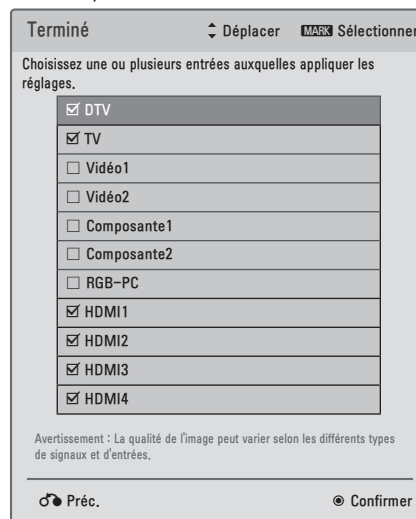 Terminé Déplacer MARK Sélectionner
Choisissez une ou plusieurs entrées auxquelles appliquer les
réglages.
DTV
TV
Vidéo1
Vidéo2
Composante1
Composante2
RGB-PC
HDMI1
HDMI2
HDMI3
HDMI4
Avertissement : La qualité de l'image peut varier selon les différents types
de signaux et d'entrées.
Préc. Confirmer